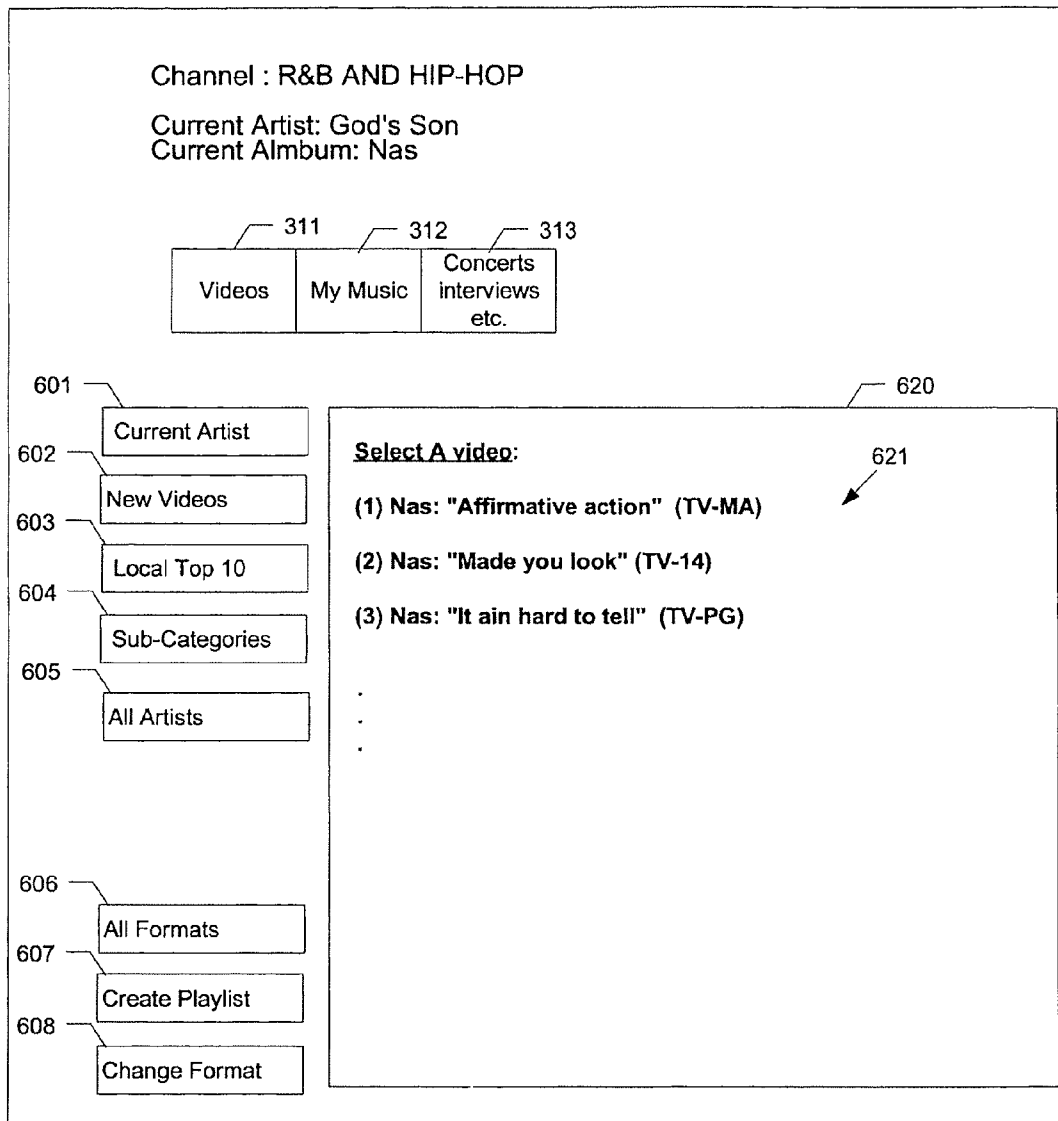 Channel : R&B AND HIP-HOP
Current Artist: God's Son
Current Almbum: Nas
311
312
313
Videos
My Music
Concerts
interviews
etc.
601
Current Artist
602
New Videos
603
Local Top 10
604
Sub-Categories
605
All Artists
606
All Formats
607
Create Playlist
608
Change Format
620
Select A video:
621
(1) Nas: "Affirmative action" (TV-MA)
(2) Nas: "Made you look" (TV-14)
(3) Nas: "It ain hard to tell" (TV-PG)
.
.
.